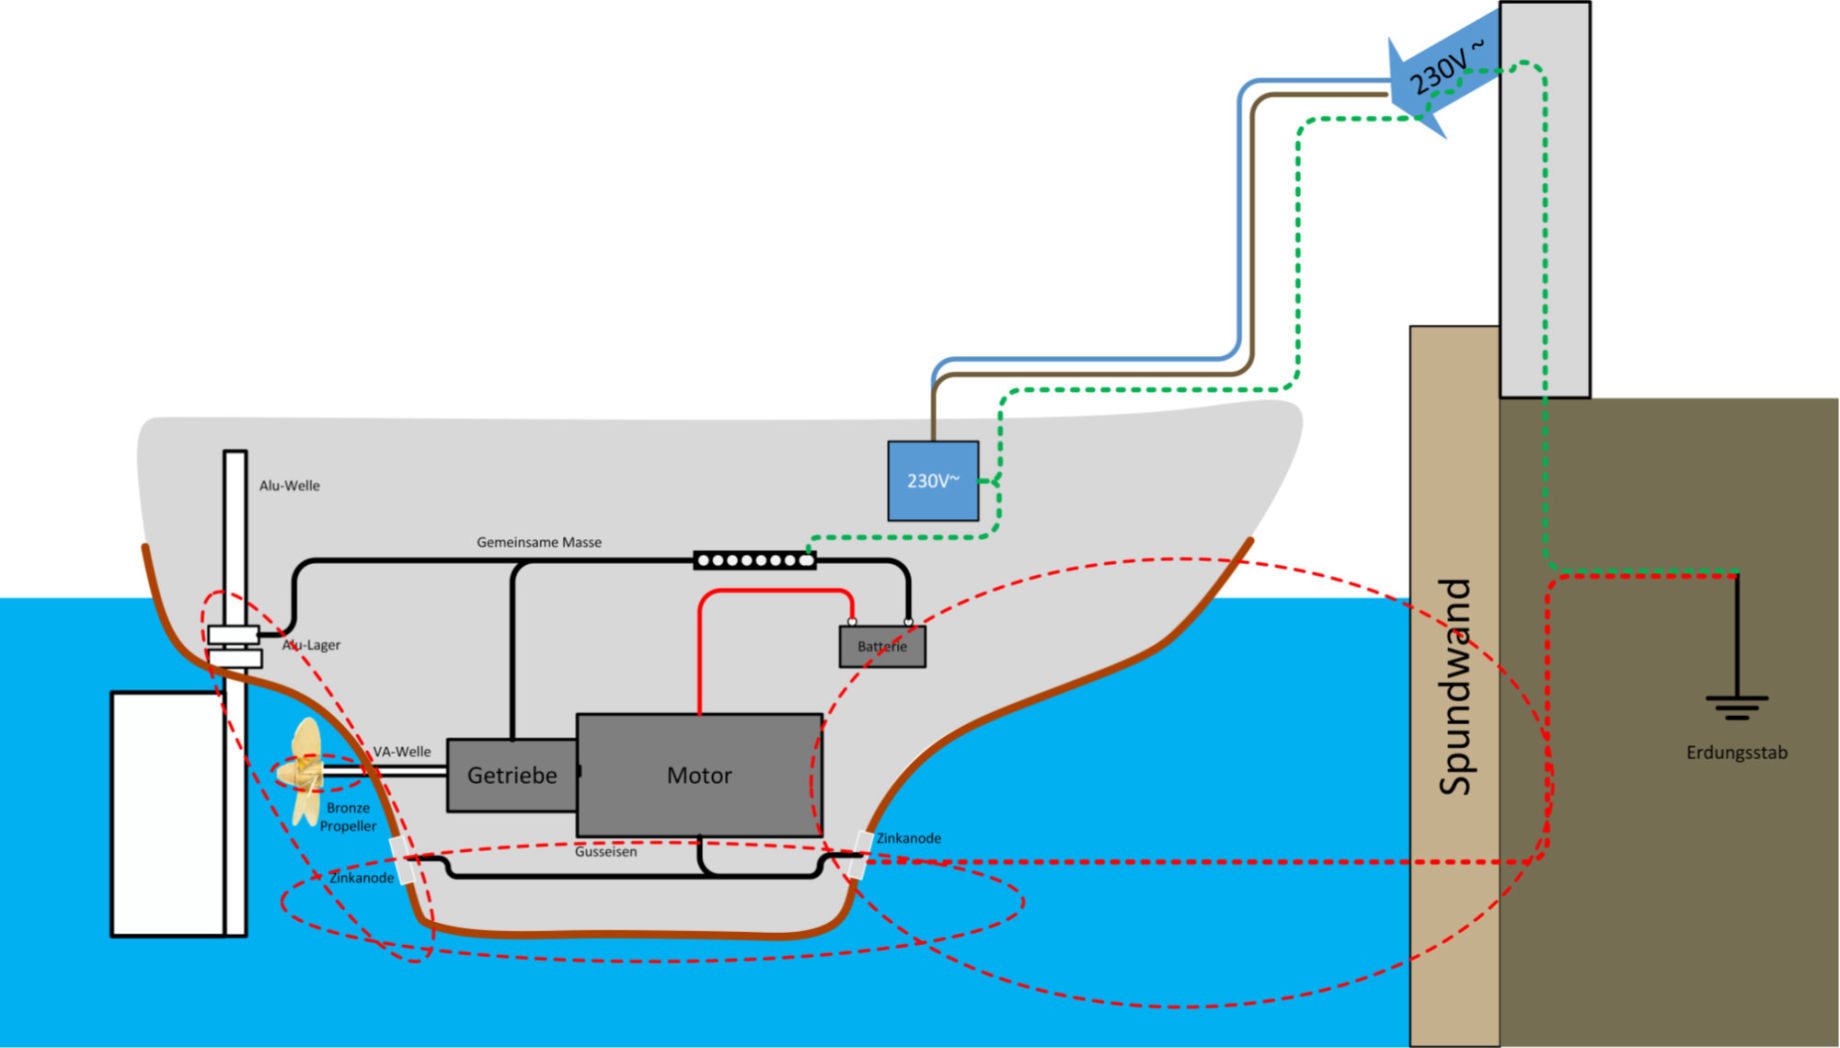 230V ~
230V~
Alu-Welle
Gemeinsame Masse
Alu-Lager
Batterie
Spundwand
VA-Welle
Getriebe
Motor
Erdungsstab
Bronze
Propeller
Gusseisen
Zinkanode
Zinkanode